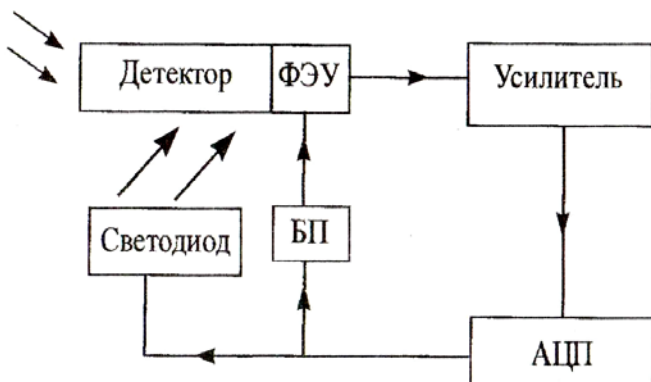 Детектор ФЭУ
Усилитель
Светодиод
БП
АЦП